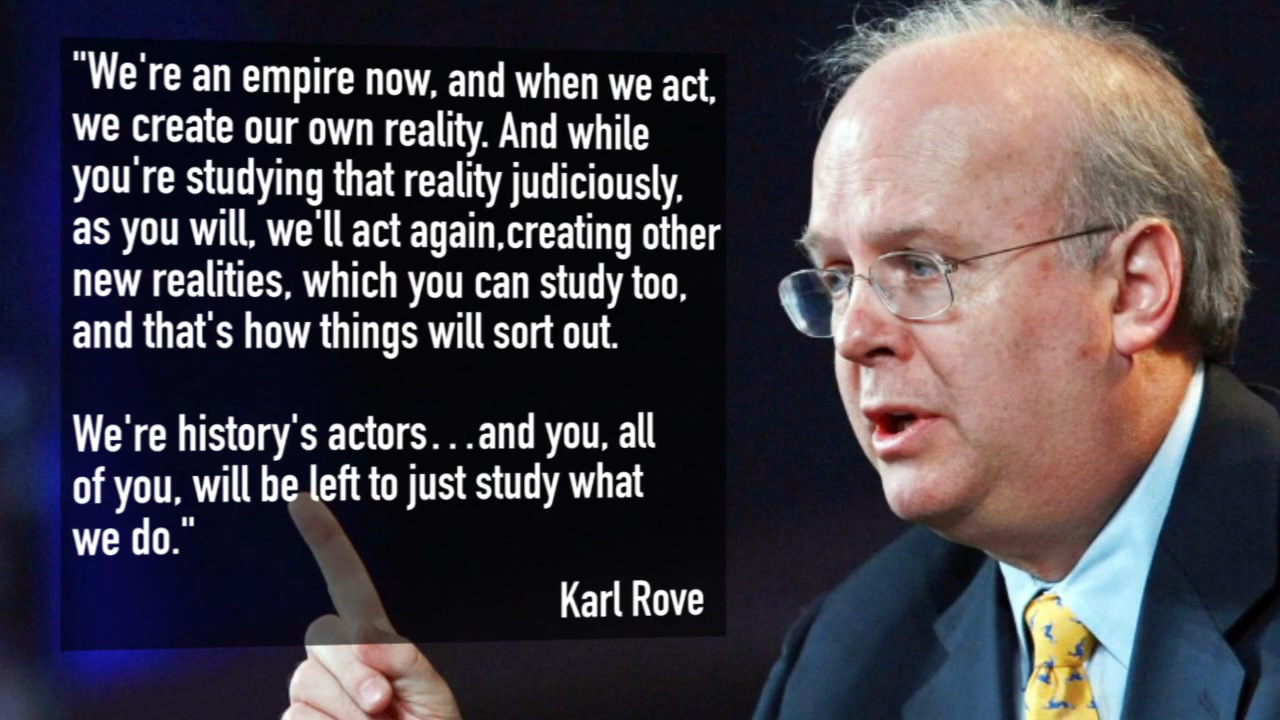 "We're an empire now, and when we act,
we create our own reality. And while
you're studying that reality judiciously,
as you will, we'll act again,creating other
new realities, which you can study too,
and that's how things will sort out.
We're history's actors...and you, all
of you, will be left to just study what
we do."
Karl Rove